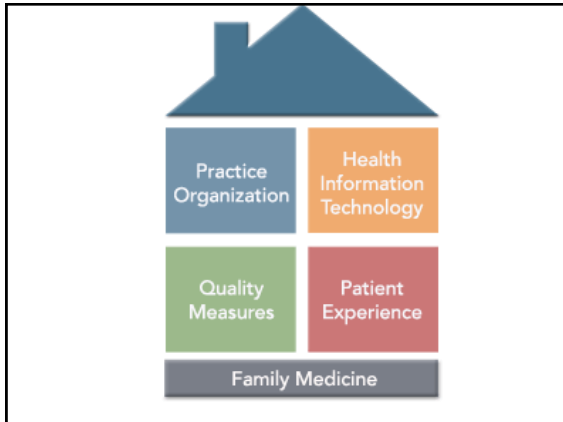 Practice
Organization
Health
Information
Technology
Quality
Measures
Patient
Experience
Family Medicine